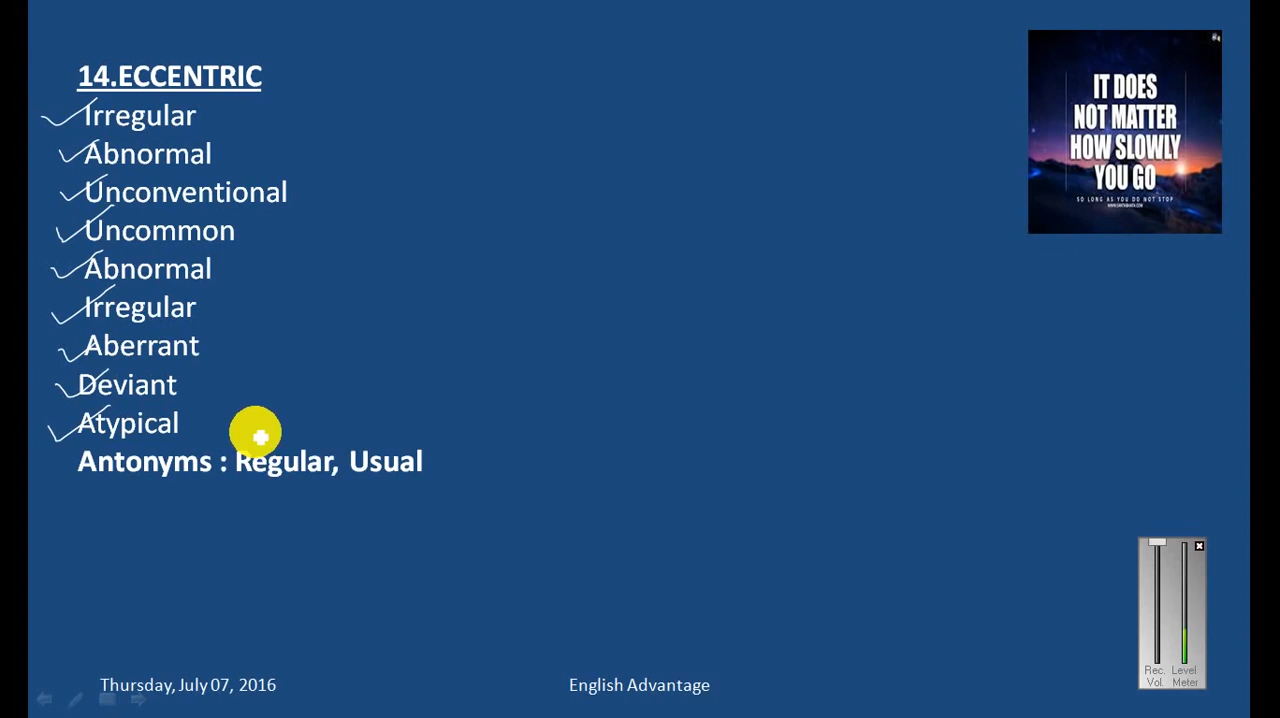 14.ECCENTRIC
Irregular
Abnormal
Unconventional
Uncommon
Abnormal
Irregular
Aberrant
Deviant
Atypical
Antonyms : Regular, Usual
IT DOES
NOT MATTER
HOW SLOWLY
YOU GO
SO LONG AS YOU DO NOT STOP
Rec. Level
Vol. Meter
Thursday, July 07, 2016
English Advantage